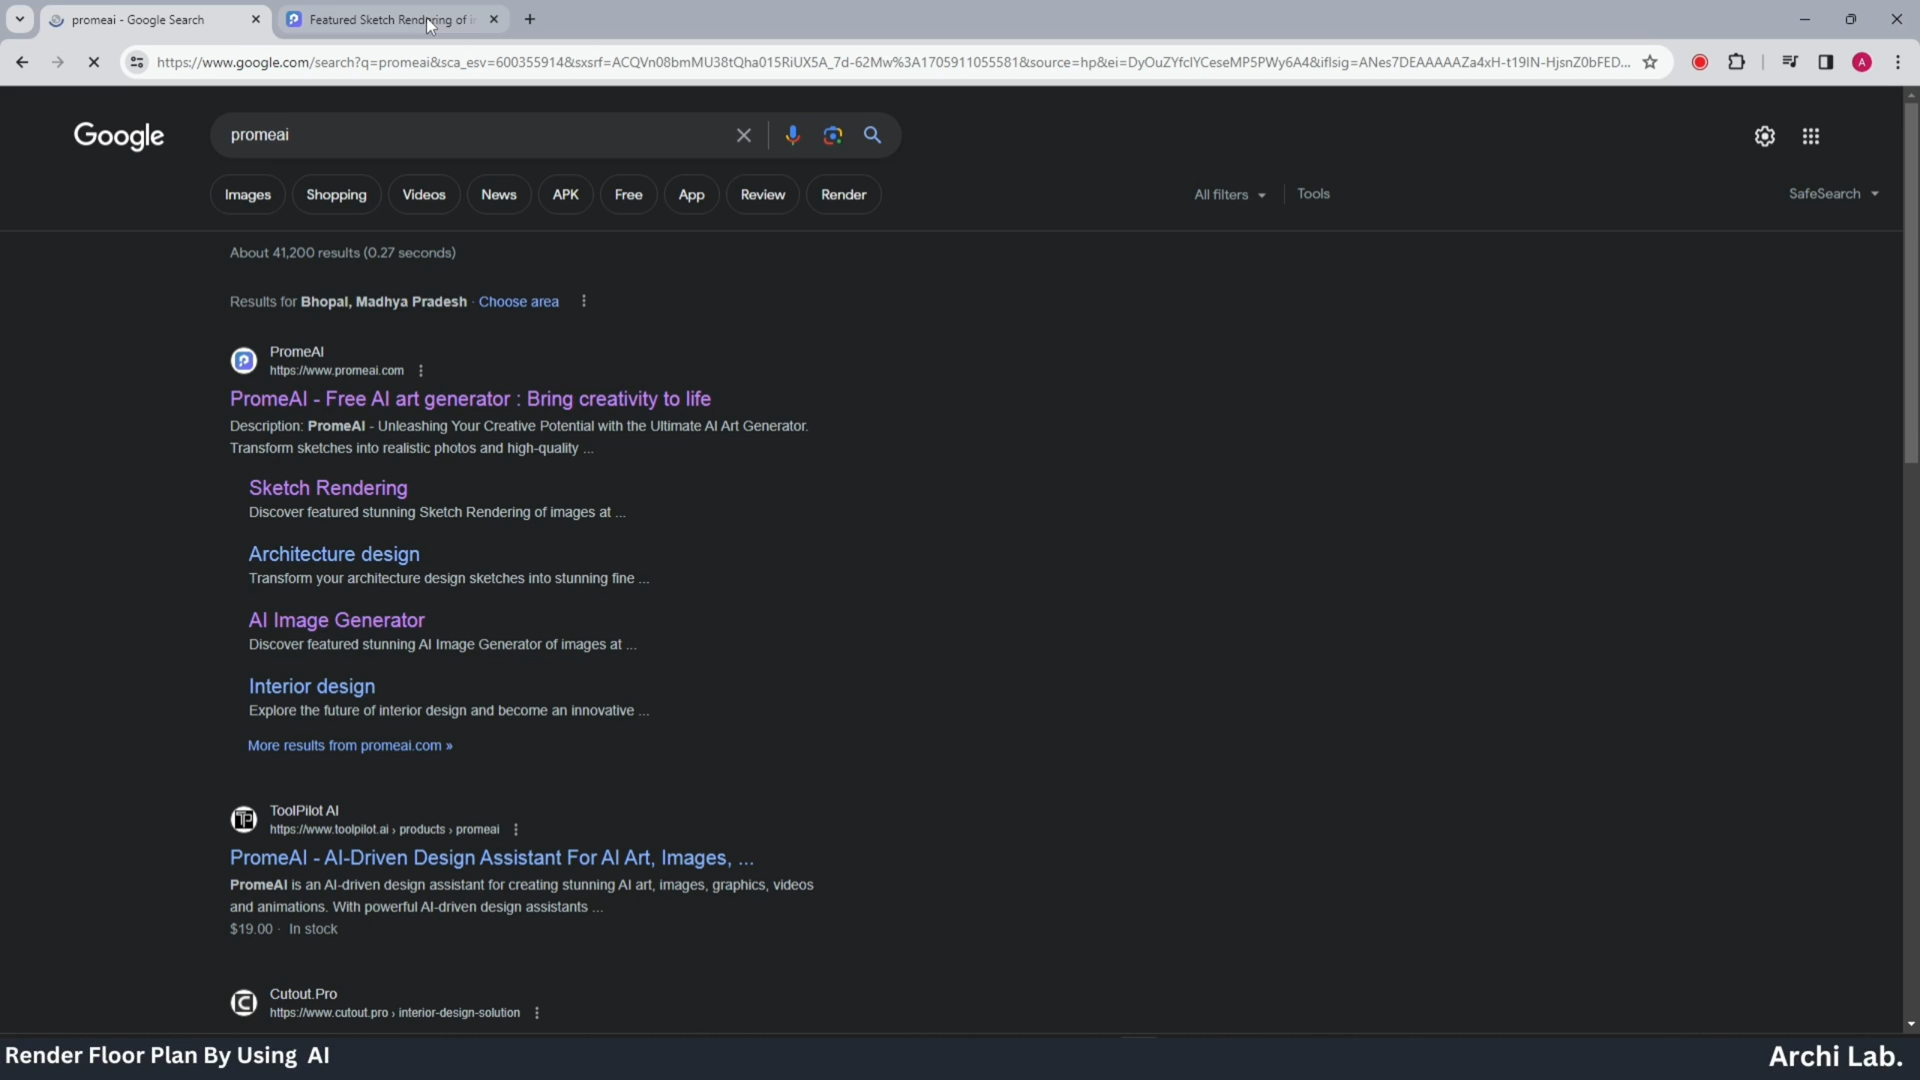 promeai - Google Search
Featured Sketch Rendering of i
https://www.google.com/search?q=promeai&sca_esv=600355914&sxsrf=ACQVn08bmMU38tQha015RiUX5A_7d-62Mw%3A1705911055581&source=hp&ei=DyOuZYfcIYCeseMP5PWy6A4&iflsig=ANes7DEAAAAAZa4xH-t19IN-HjsnZ0bFED...
A
Google
promeai
Images
Shopping
Videos
News
APK
Free
App
Review
Render
All filters
Tools
SafeSearch
About 41,200 results (0.27 seconds)
Results for Bhopal, Madhya Pradesh · Choose area
PromeAI
https://www.promeai.com
PromeAI - Free AI art generator : Bring creativity to life
Description: PromeAI - Unleashing Your Creative Potential with the Ultimate AI Art Generator.
Transform sketches into realistic photos and high-quality ...
Sketch Rendering
Discover featured stunning Sketch Rendering of images at ...
Architecture design
Transform your architecture design sketches into stunning fine ...
AI Image Generator
Discover featured stunning AI Image Generator of images at ...
Interior design
Explore the future of interior design and become an innovative ...
More results from promeai.com »
ToolPilot AI
https://www.toolpilot.ai › products › promeai
PromeAI - AI-Driven Design Assistant For AI Art, Images, ...
PromeAI is an AI-driven design assistant for creating stunning AI art, images, graphics, videos
and animations. With powerful AI-driven design assistants ...
$19.00 · In stock
Cutout.Pro
https://www.cutout.pro › interior-design-solution
Render Floor Plan By Using AI
Archi Lab.